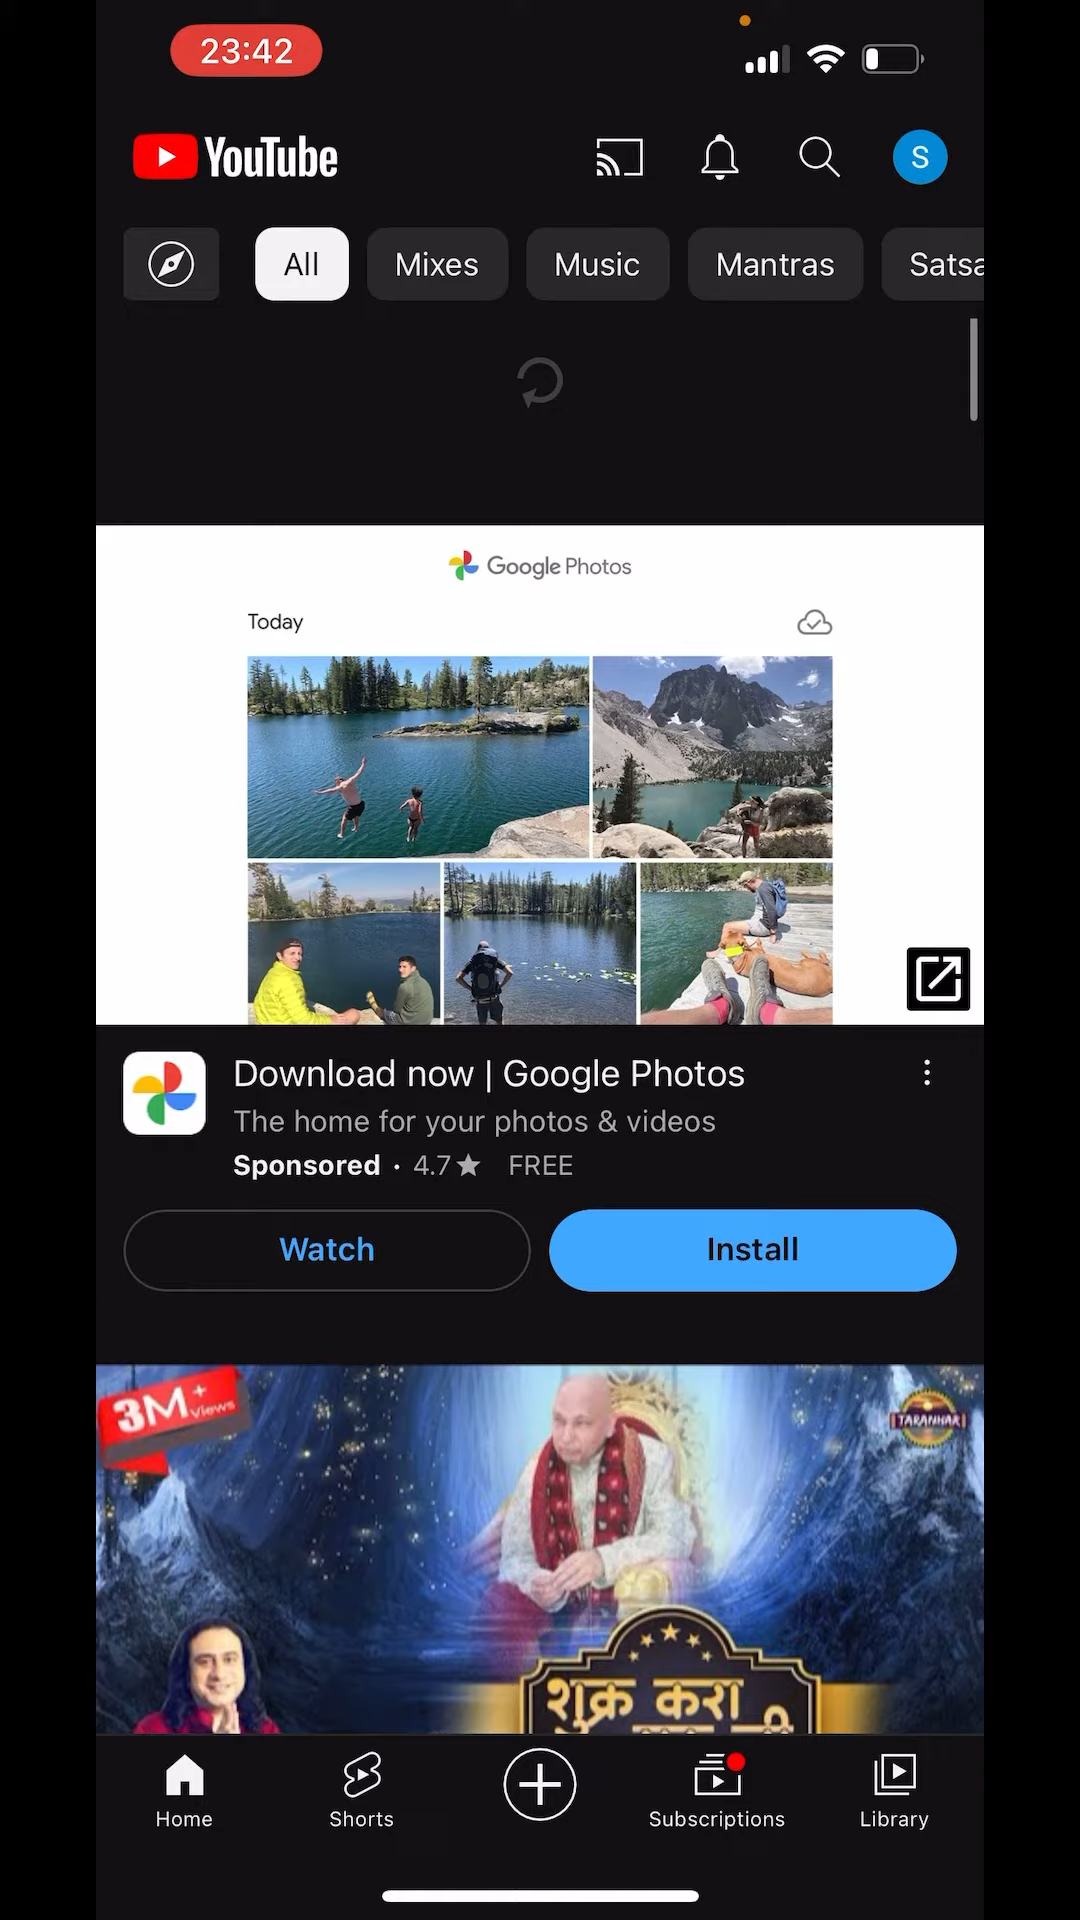 23:42
YouTube
S
All Mixes Music Mantras Satsa
Google Photos
Today
Download now | Google Photos
The home for your photos & videos
Sponsored · 4.7★ FREE
Watch Install
3M+ Views
TARANHAR
शुक्र करां
Home Shorts Subscriptions Library